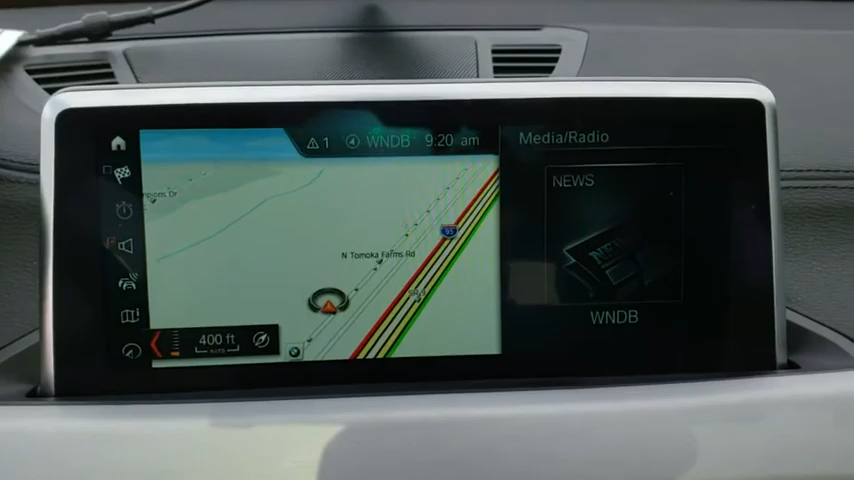 1 WNDB 9:20 am
Media/Radio
NEWS
N Tomoka Farms Rd
95
400 ft
WNDB